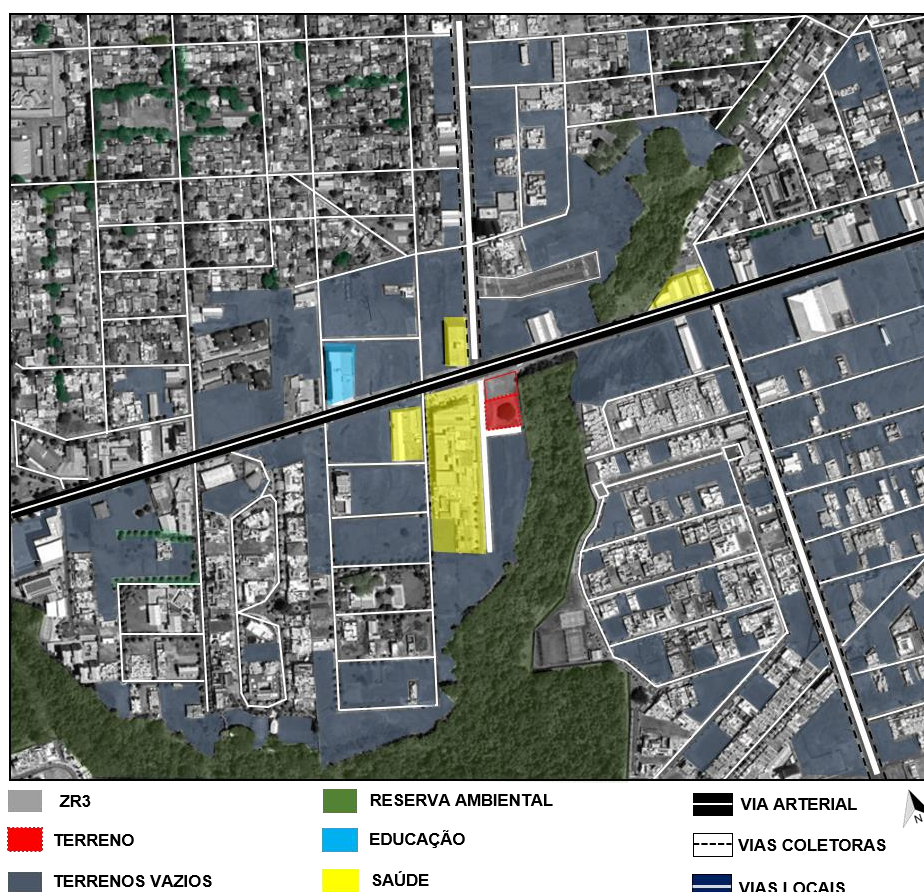 ZR3
TERRENO
TERRENOS VAZIOS
RESERVA AMBIENTAL
EDUCAÇÃO
SAÚDE
VIA ARTERIAL
VIAS COLETORAS
VIAS LOCAIS
N